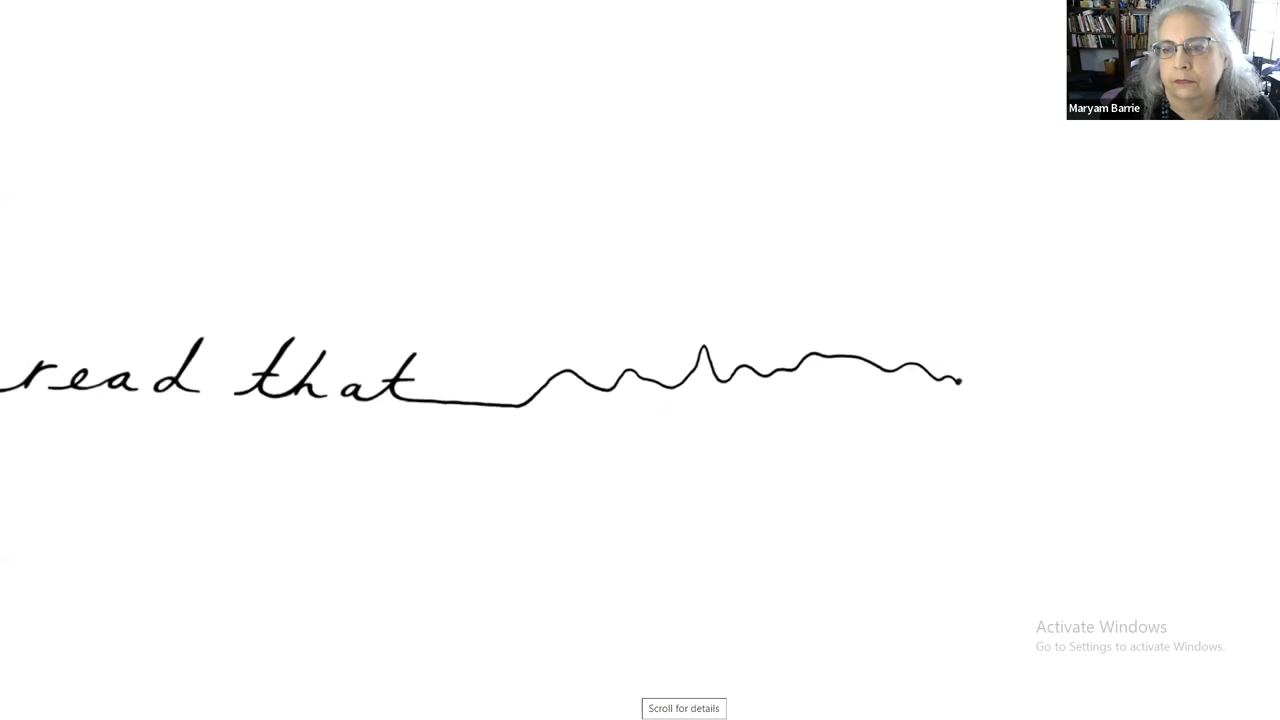 Maryam Barrie
read that
Activate Windows
Go to Settings to activate Windows.
Scroll for details